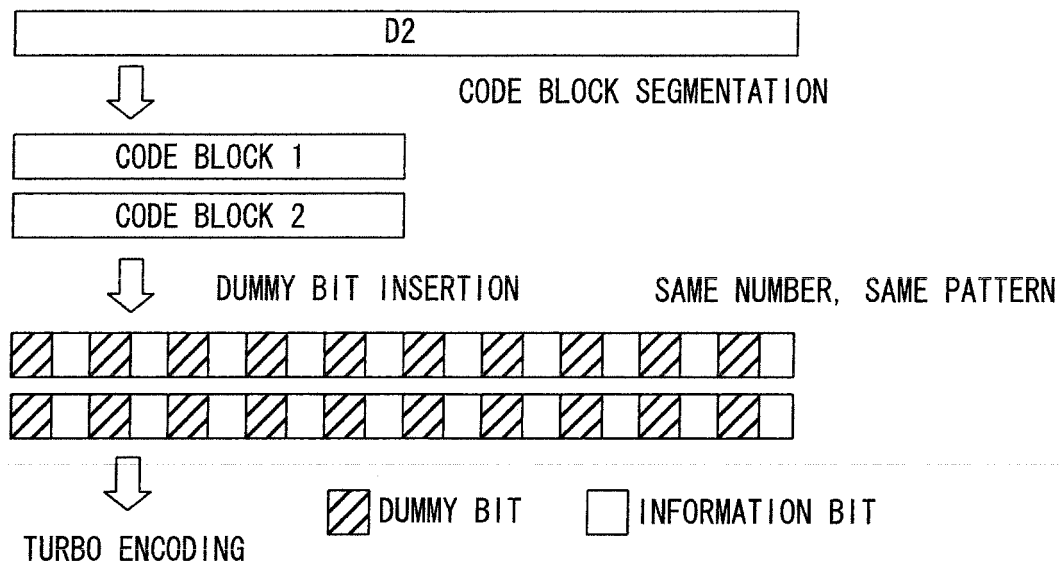 D2
CODE BLOCK SEGMENTATION
CODE BLOCK 1
CODE BLOCK 2
DUMMY BIT INSERTION SAME NUMBER, SAME PATTERN
DUMMY BIT INFORMATION BIT
TURBO ENCODING